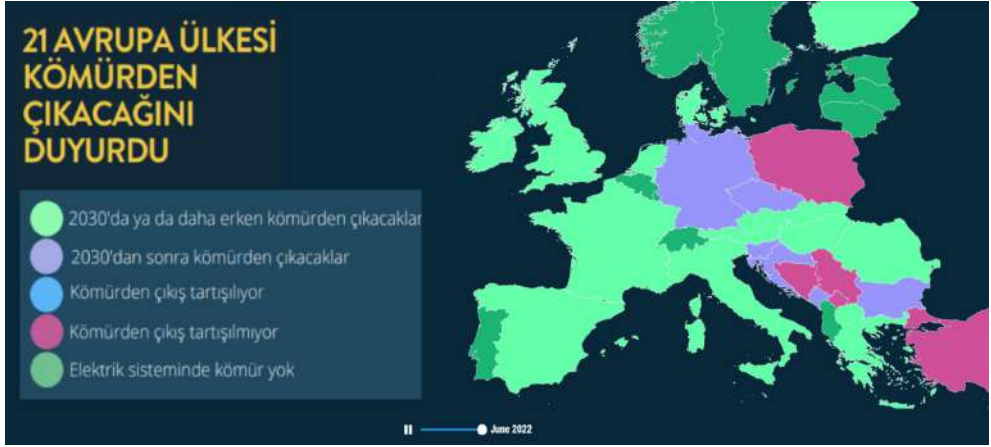 21 AVRUPA ÜLKESİ
KÖMÜRDEN
ÇIKACAĞINI
DUYURDU
2030'da ya da daha erken kömürden çıkacaklar
2030'dan sonra kömürden çıkacaklar
Kömürden çıkış tartışılıyor
Kömürden çıkış tartışılmıyor
Elektrik sisteminde kömür yok
June 2022